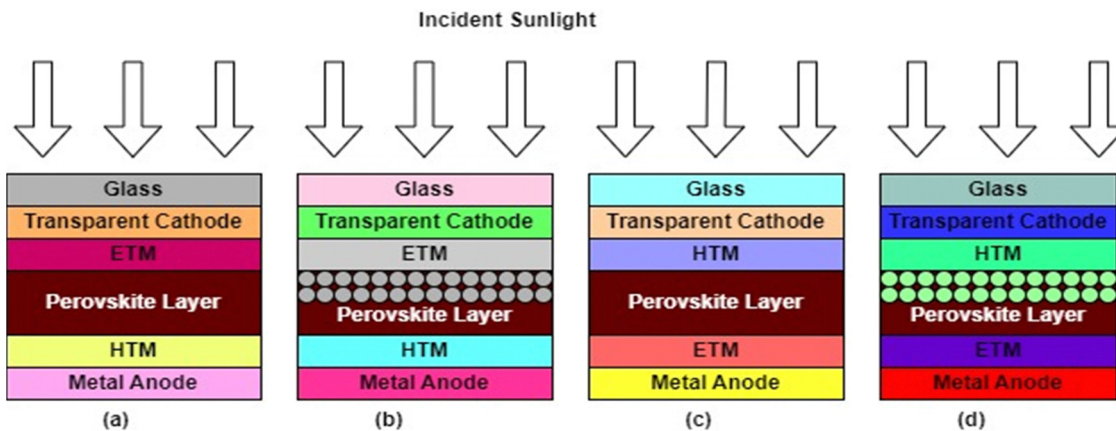 Incident Sunlight
Glass
Transparent Cathode
ETM
Perovskite Layer
HTM
Metal Anode
(a)
Glass
Transparent Cathode
ETM
Perovskite Layer
HTM
Metal Anode
(b)
Glass
Transparent Cathode
HTM
Perovskite Layer
ETM
Metal Anode
(c)
Glass
Transparent Cathode
HTM
Perovskite Layer
ETM
Metal Anode
(d)